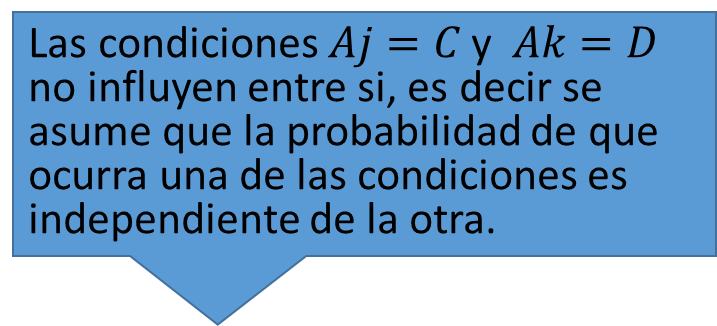 Las condiciones Aj = C y Ak = D
no influyen entre si, es decir se
asume que la probabilidad de que
ocurra una de las condiciones es
independiente de la otra.